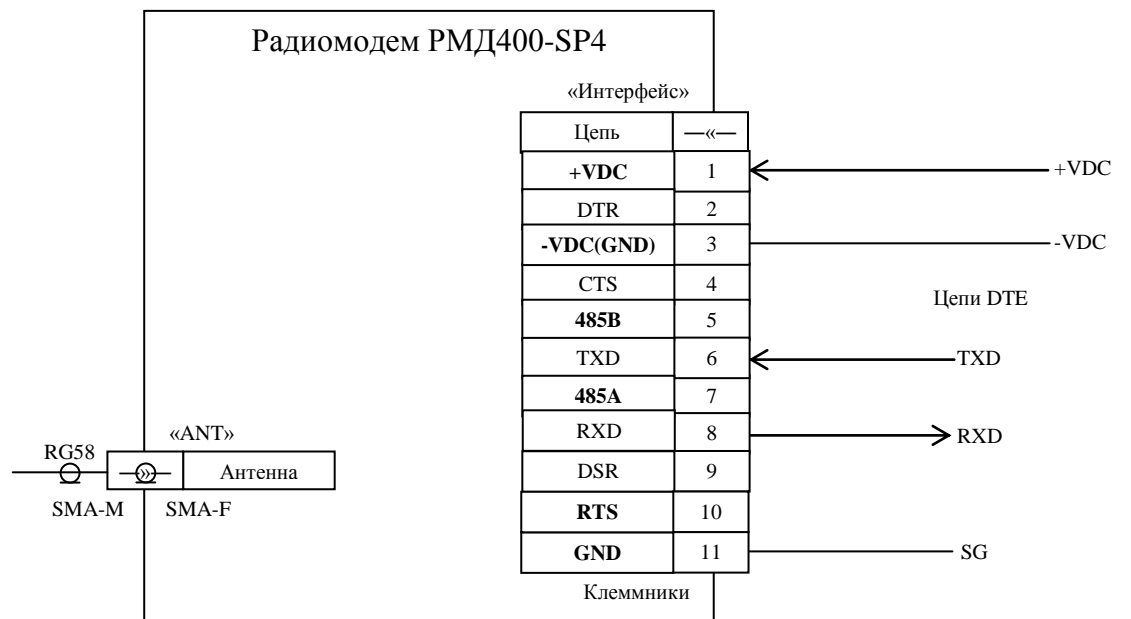 Радиомодем РМД400-SP4
«Интерфейс»
Цепь —«—
+VDC 1 +VDC
DTR 2
-VDC(GND) 3 -VDC
CTS 4
Цепи DTE
485B 5
TXD 6 TXD
485A 7
RXD 8 RXD
«ANT»
RG58
Антенна
DSR 9
SMA-M SMA-F
RTS 10
GND 11 SG
Клеммники